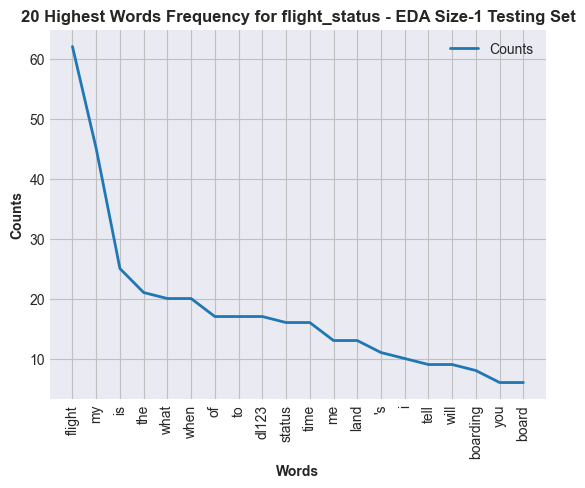 20 Highest Words Frequency for flight_status - EDA Size-1 Testing Set
Counts
60
50
40
30
20
10
Counts
flight
my
is
the
what
when
of
to
dl123
status
time
me
land
's
i
tell
will
boarding
you
board
Words